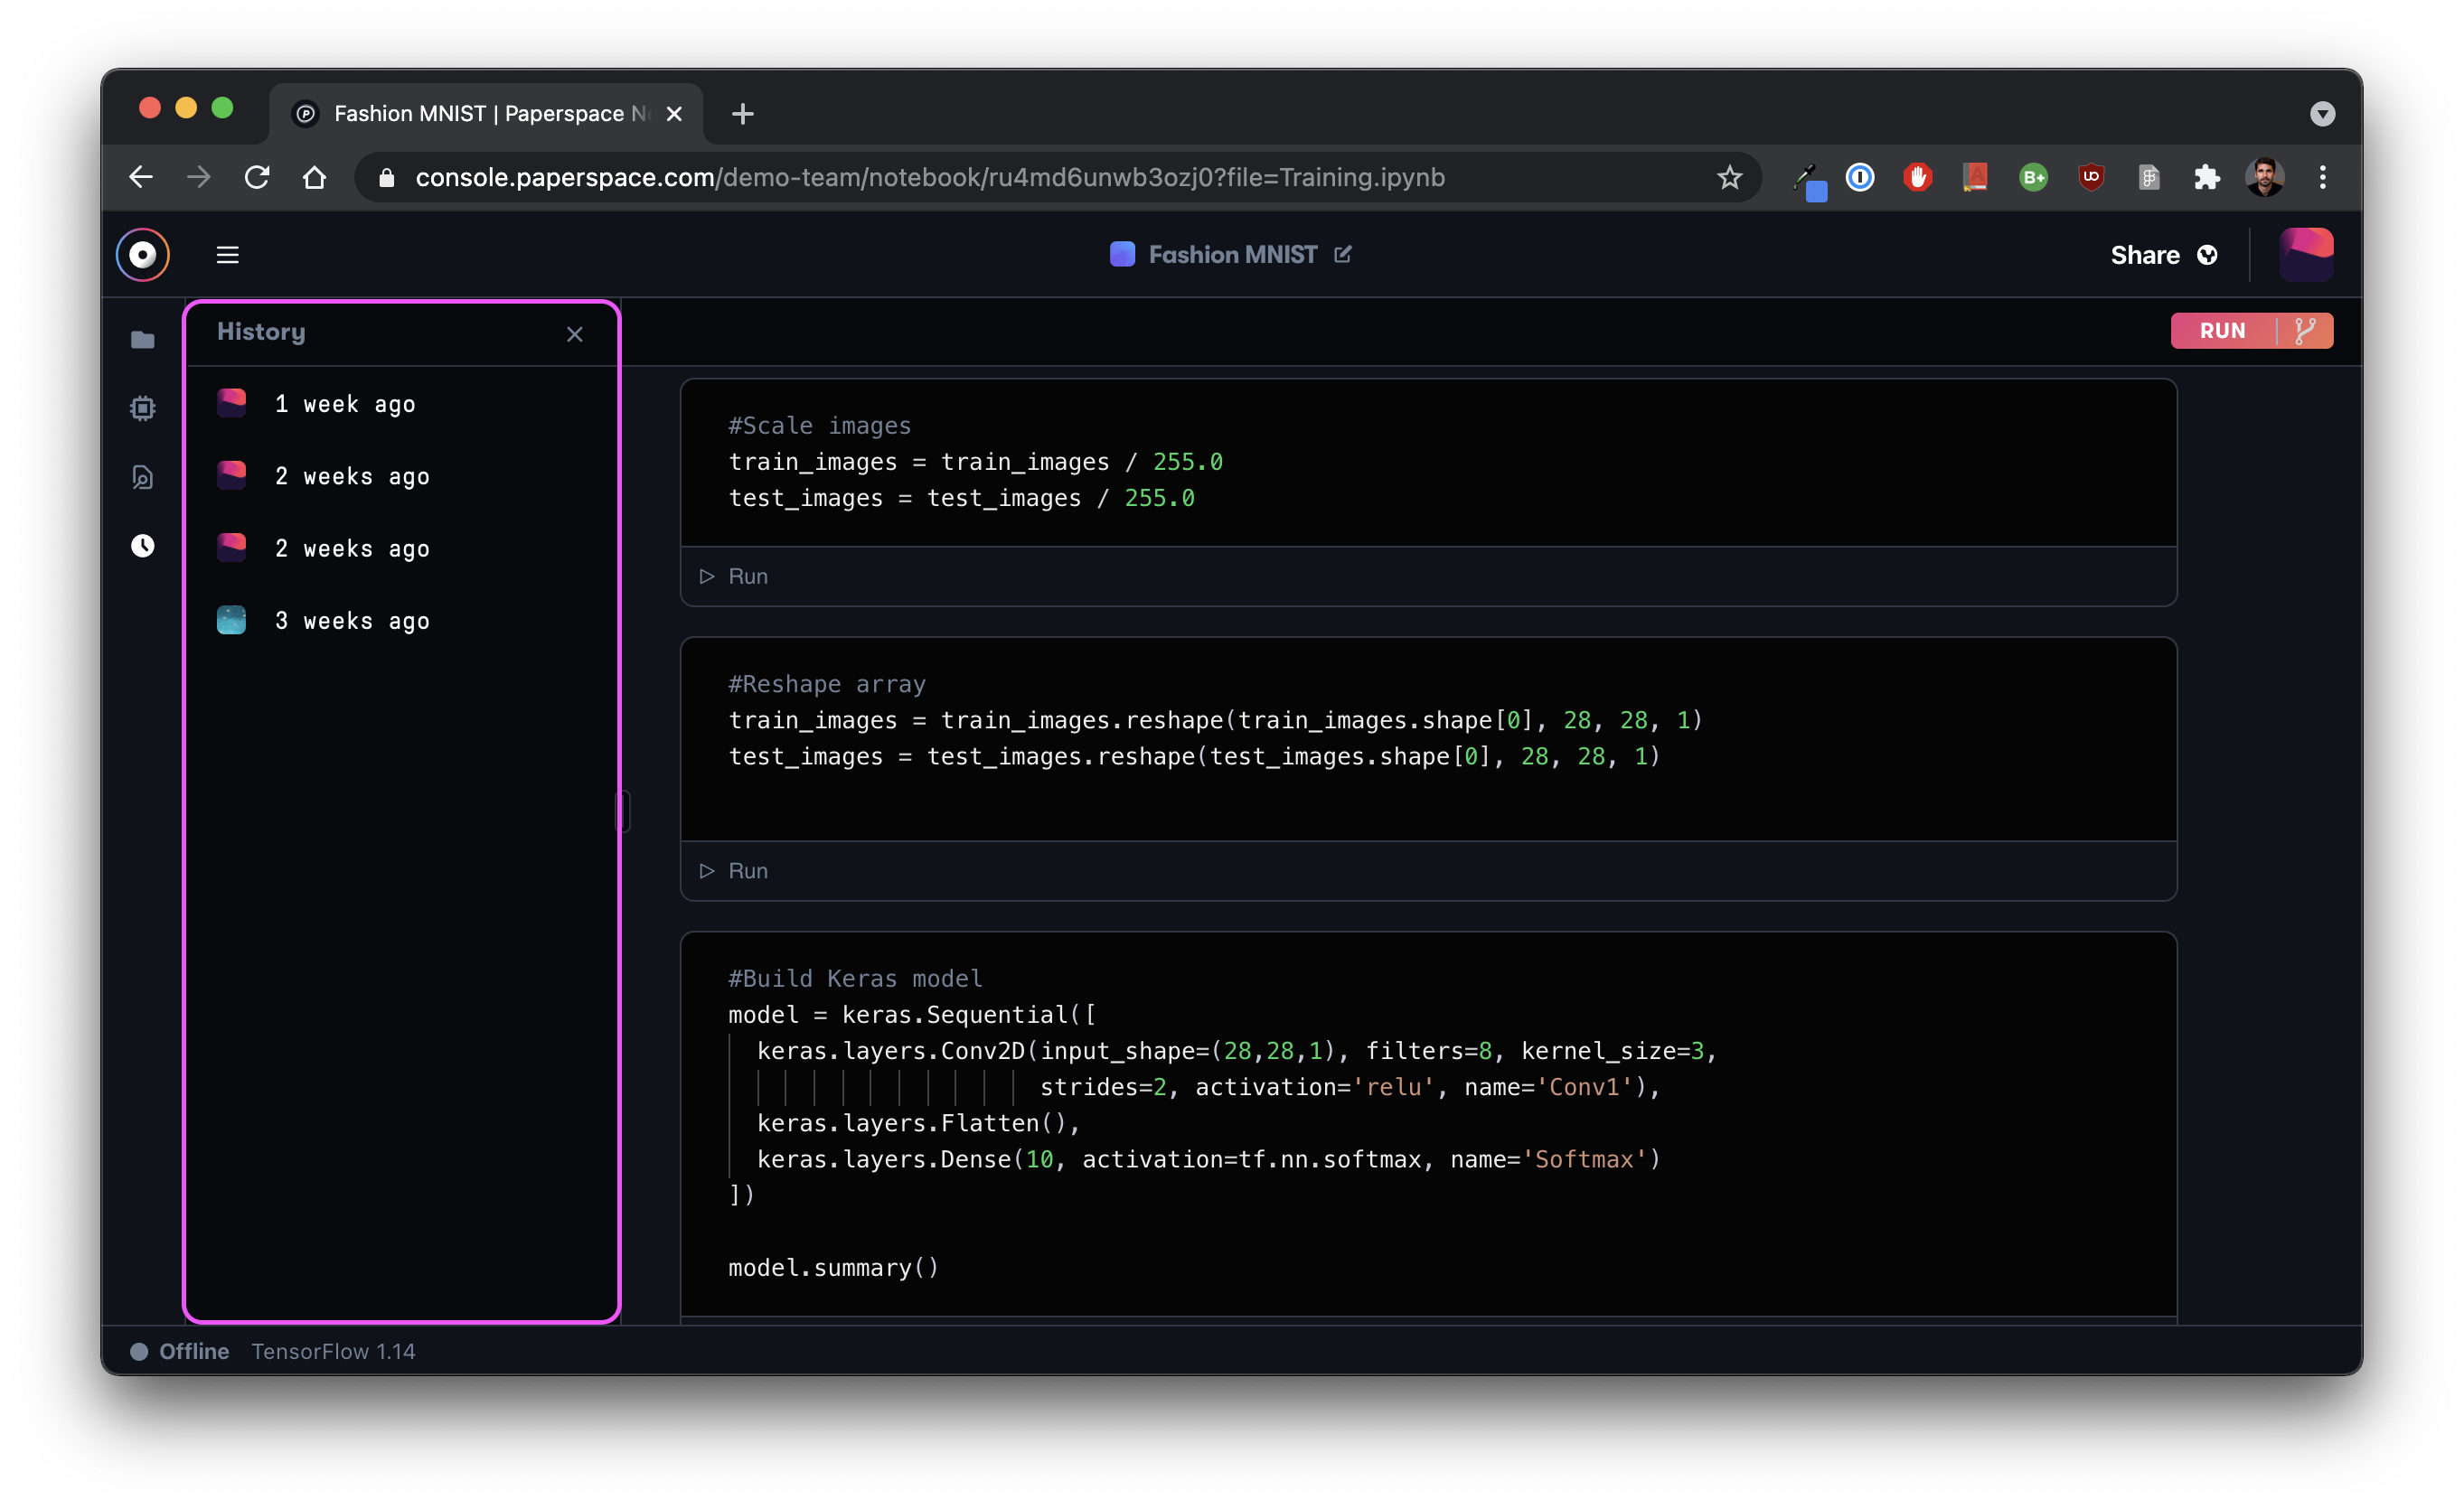 Fashion MNIST | Paperspace No
console.paperspace.com/demo-team/notebook/ru4md6unwb3ozj0?file=Training.ipynb
B+
UO
Fashion MNIST
Share
History
RUN
1 week ago
2 weeks ago
2 weeks ago
3 weeks ago
#Scale images
train_images = train_images / 255.0
test_images = test_images / 255.0
Run
#Reshape array
train_images = train_images.reshape(train_images.shape[0], 28, 28, 1)
test_images = test_images.reshape(test_images.shape[0], 28, 28, 1)
Run
#Build Keras model
model = keras.Sequential([
keras.layers.Conv2D(input_shape=(28,28,1), filters=8, kernel_size=3,
strides=2, activation='relu', name='Conv1'),
keras.layers.Flatten(),
keras.layers.Dense(10, activation=tf.nn.softmax, name='Softmax')
])
model.summary()
Offline TensorFlow 1.14